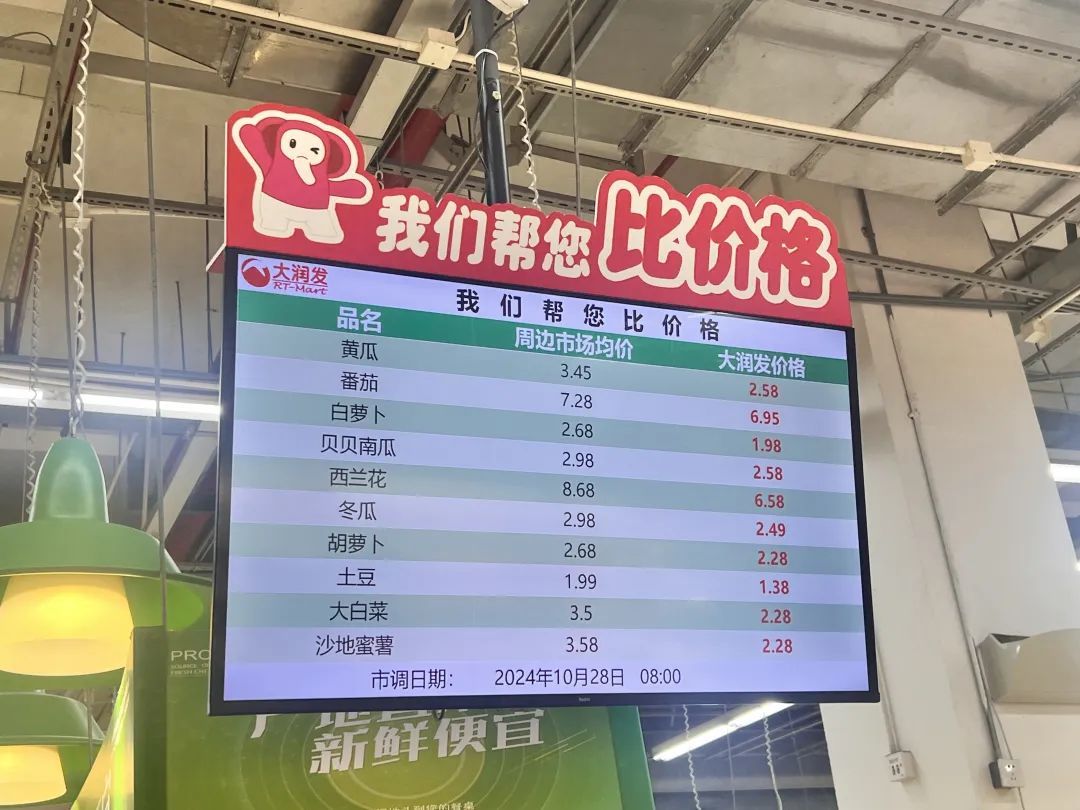 我们帮您比价格
大润发
RT-Mart
我们帮您比价格
品名 周边市场均价 大润发价格
黄瓜 3.45 2.58
番茄 7.28 6.95
白萝卜 2.68 1.98
贝贝南瓜 2.98 2.58
西兰花 8.68 6.58
冬瓜 2.98 2.49
胡萝卜 2.68 2.28
土豆 1.99 1.38
大白菜 3.5 2.28
沙地蜜薯 3.58 2.28
市调日期： 2024年10月28日 08:00
新鲜便宜